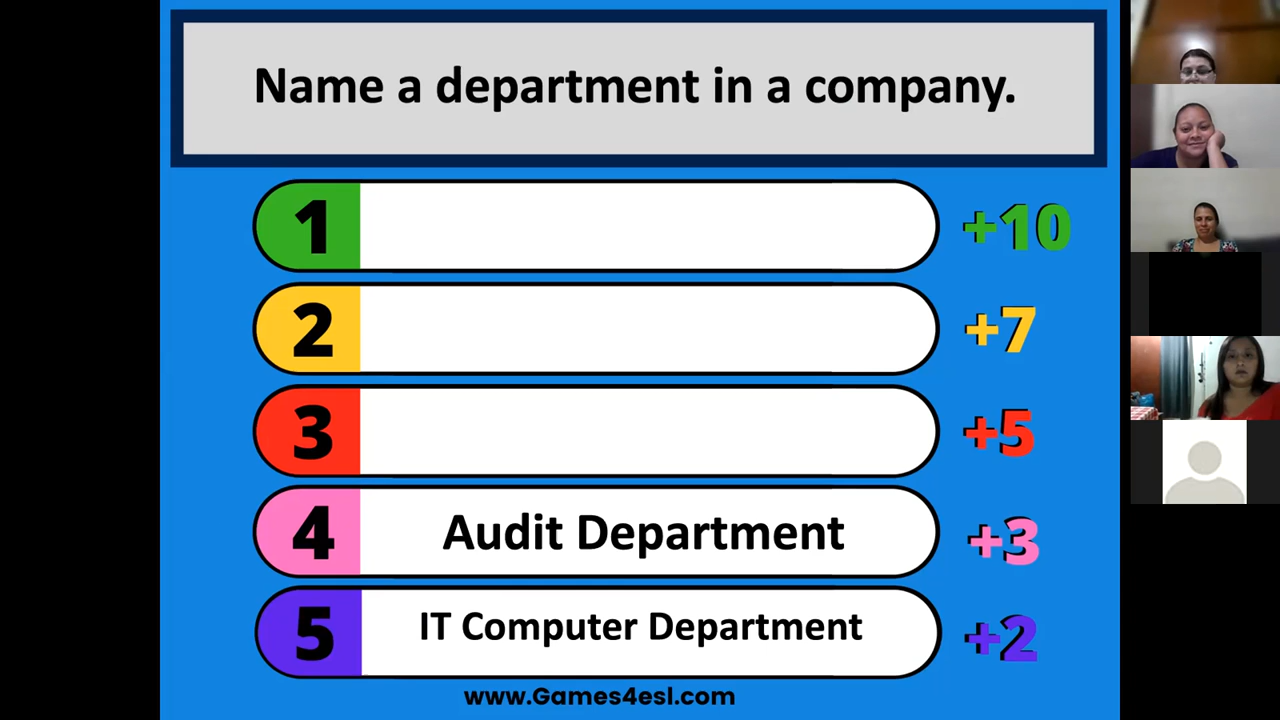 Name a department in a company.
1
+10
2
+7
3
+5
4
Audit Department
+3
5
IT Computer Department
+2
www.Games4esl.com